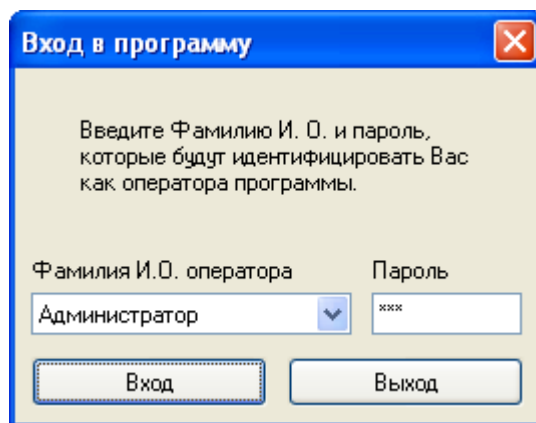 Вход в программу
Введите Фамилию И. О. и пароль,
которые будут идентифицировать Вас
как оператора программы.
Фамилия И.О. оператора Пароль
Администратор ***
Вход Выход